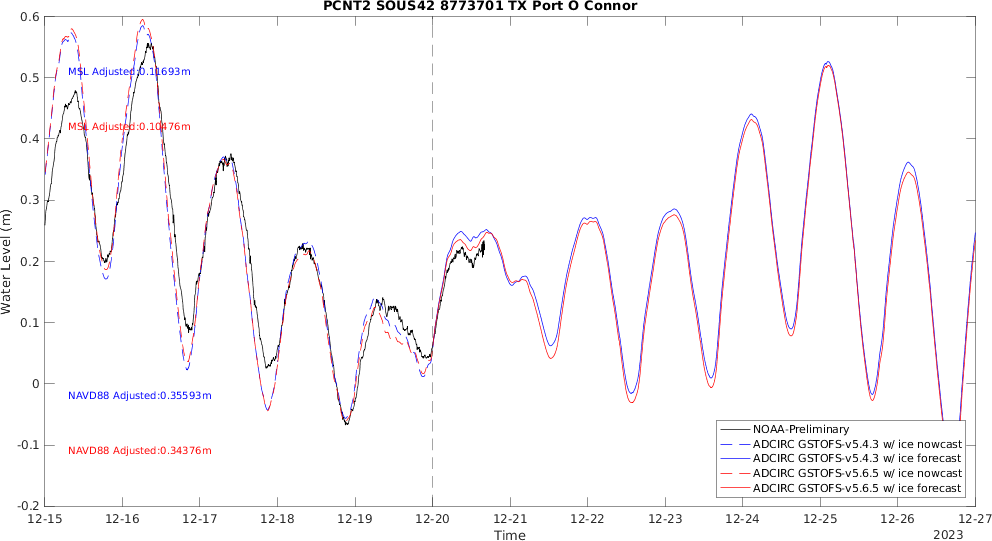 PCNT2 SOUS42 8773701 TX Port O Connor
0.6
0.5
0.4
0.3
0.2
0.1
0
-0.1
-0.2
Water Level (m)
MSL Adjusted:0.11693m
MSL Adjusted:0.10476m
NAVD88 Adjusted:0.35593m
NAVD88 Adjusted:0.34376m
NOAA-Preliminary
ADCIRC GSTOFS-v5.4.3 w/ ice nowcast
ADCIRC GSTOFS-v5.4.3 w/ ice forecast
ADCIRC GSTOFS-v5.6.5 w/ ice nowcast
ADCIRC GSTOFS-v5.6.5 w/ ice forecast
12-15 12-16 12-17 12-18 12-19 12-20 12-21 12-22 12-23 12-24 12-25 12-26 12-27
Time
2023